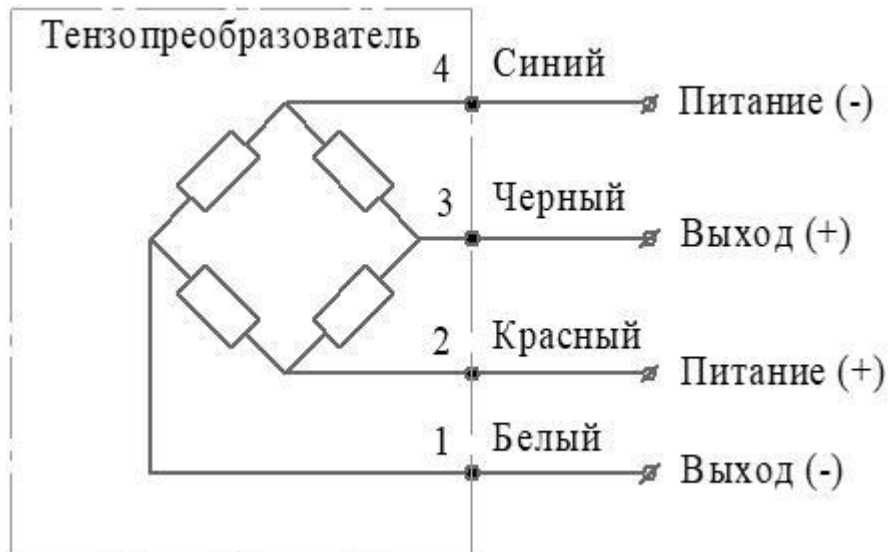 Тензопреобразователь
4 Синий
Питание (-)
3 Черный
Выход (+)
2 Красный
Питание (+)
1 Белый
Выход (-)